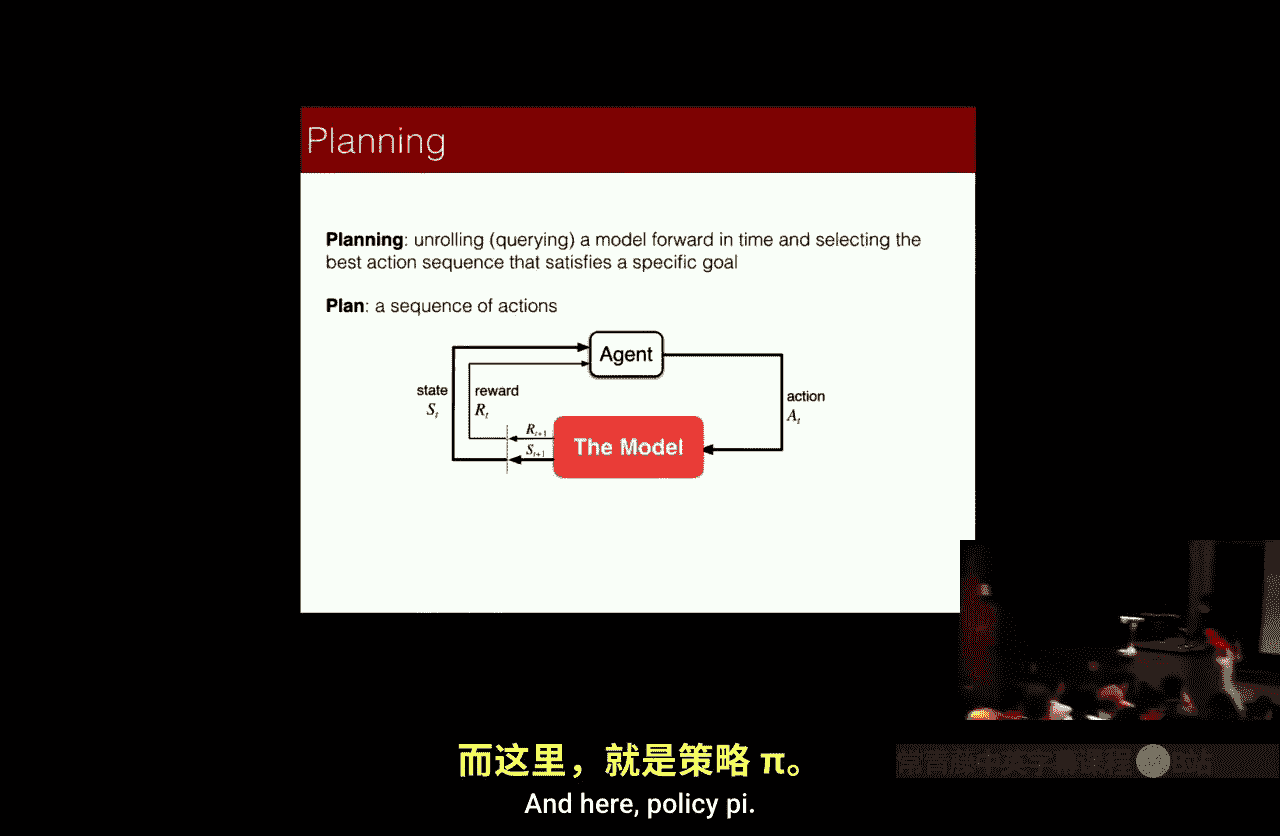 Planning
Planning: unrolling (querying) a model forward in time and selecting the
best action sequence that satisfies a specific goal
Plan: a sequence of actions
Agent
state
S_t
reward
R_t
action
A_t
R_{t+1}
S_{t+1}
The Model
而这里，就是策略 π。
And here, policy pi.